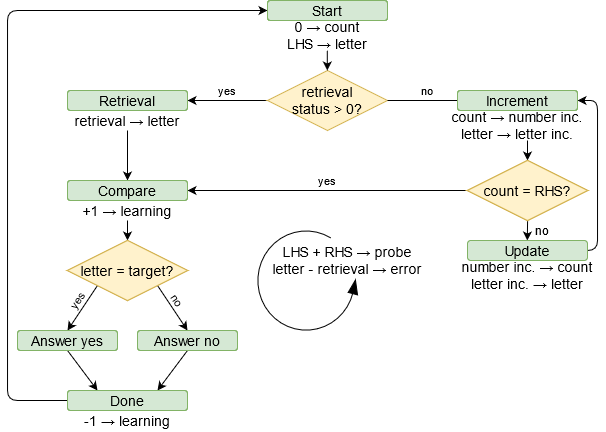 Start
0 → count
LHS → letter
retrieval
status > 0?
yes
no
Retrieval
retrieval → letter
Increment
count → number inc.
letter → letter inc.
Compare
+1 → learning
yes
count = RHS?
no
Update
number inc. → count
letter inc. → letter
letter = target?
LHS + RHS → probe
letter - retrieval → error
yes
no
Answer yes
Answer no
Done
-1 → learning